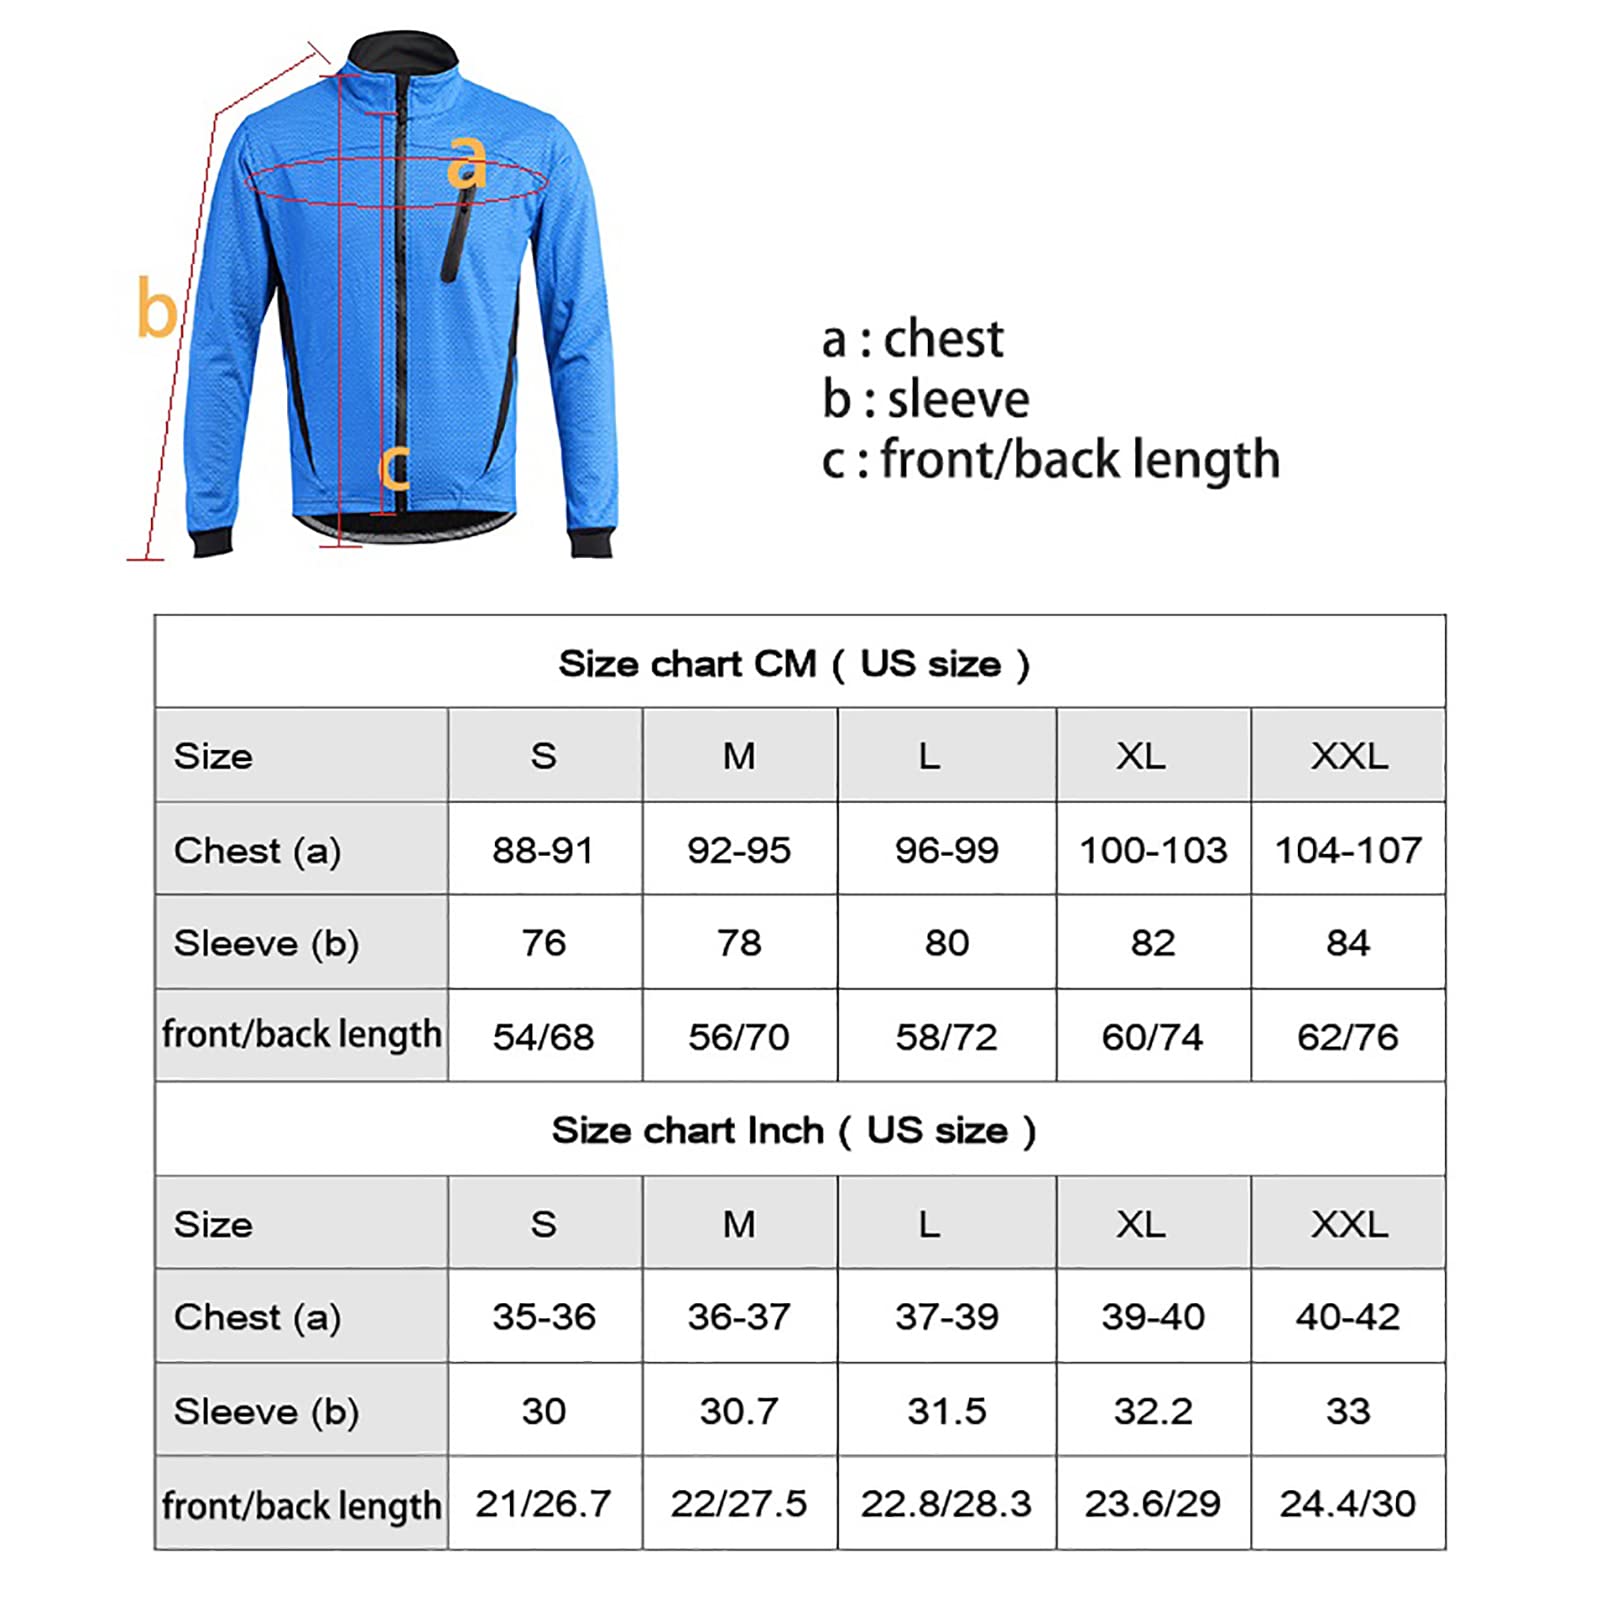 a
b
c
a : chest
b : sleeve
c : front/back length
Size chart CM ( US size )
Size S M L XL XXL
Chest (a) 88-91 92-95 96-99 100-103 104-107
Sleeve (b) 76 78 80 82 84
front/back length 54/68 56/70 58/72 60/74 62/76
Size chart Inch ( US size )
Size S M L XL XXL
Chest (a) 35-36 36-37 37-39 39-40 40-42
Sleeve (b) 30 30.7 31.5 32.2 33
front/back length 21/26.7 22/27.5 22.8/28.3 23.6/29 24.4/30